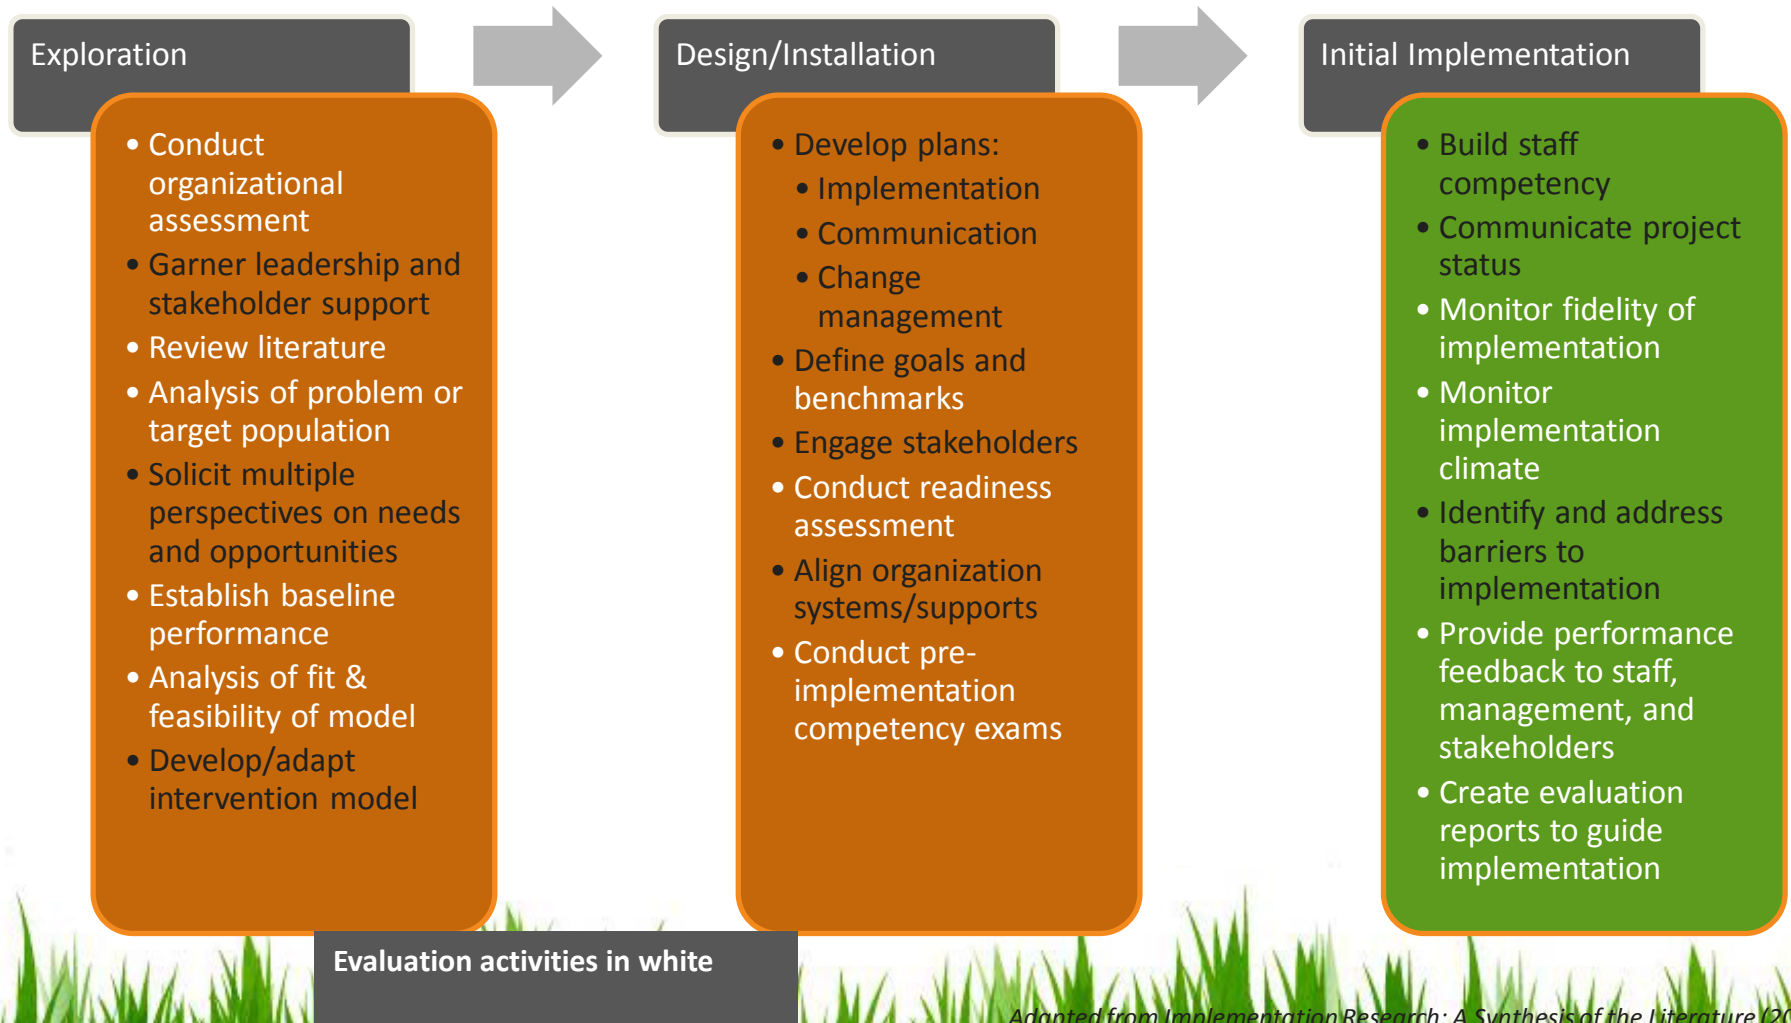 Exploration
• Conduct
organizational
assessment
• Garner leadership and
stakeholder support
• Review literature
• Analysis of problem or
target population
• Solicit multiple
perspectives on needs
and opportunities
• Establish baseline
performance
• Analysis of fit &
feasibility of model
• Develop/adapt
intervention model
Design/Installation
• Develop plans:
• Implementation
• Communication
• Change
management
• Define goals and
benchmarks
• Engage stakeholders
• Conduct readiness
assessment
• Align organization
systems/supports
• Conduct pre-
implementation
competency exams
Initial Implementation
• Build staff
competency
• Communicate project
status
• Monitor fidelity of
implementation
• Monitor
implementation
climate
• Identify and address
barriers to
implementation
• Provide performance
feedback to staff,
management, and
stakeholders
• Create evaluation
reports to guide
implementation
Evaluation activities in white
Adapted from Implementation Research: A Synthesis of the Literature